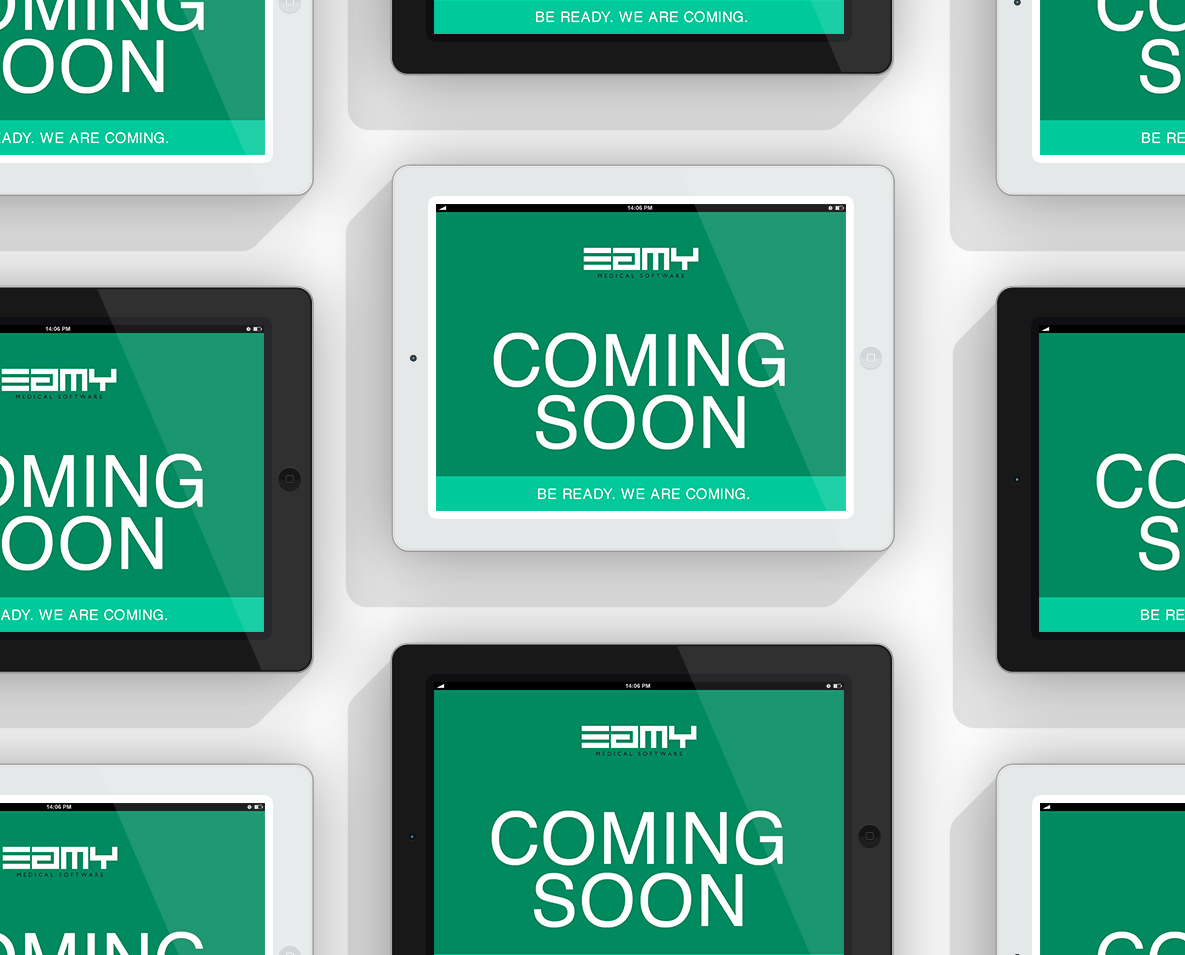 OMING
OON
ADY. WE ARE COMING.
BE READY. WE ARE COMING.
CO
S
BE RE
14:06 PM
eamy
MEDICAL SOFTWARE
COMING
SOON
BE READY. WE ARE COMING.
14:06 PM
eamy
MEDICAL SOFTWARE
OMING
OON
ADY. WE ARE COMING.
CO
S
BE RE
14:06 PM
eamy
MEDICAL SOFTWARE
COMING
SOON
14:06 PM
eamy
MEDICAL SOFTWARE
OMING
CO